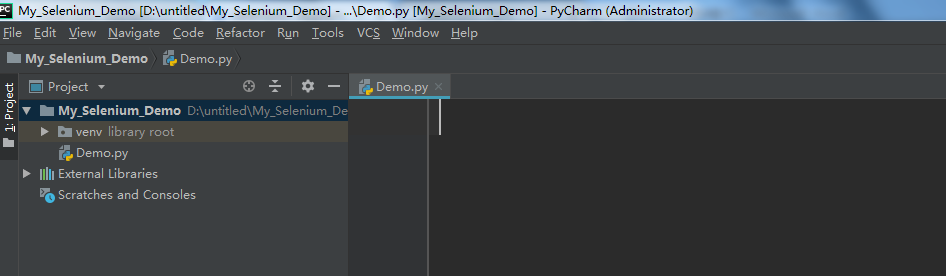 PC My_Selenium_Demo [D:\untitled\My_Selenium_Demo] - ...\Demo.py [My_Selenium_Demo] - PyCharm (Administrator)
File Edit View Navigate Code Refactor Run Tools VCS Window Help
My_Selenium_Demo Demo.py
1: Project
Project
Demo.py
My_Selenium_Demo D:\untitled\My_Selenium_De
venv library root
Demo.py
External Libraries
Scratches and Consoles